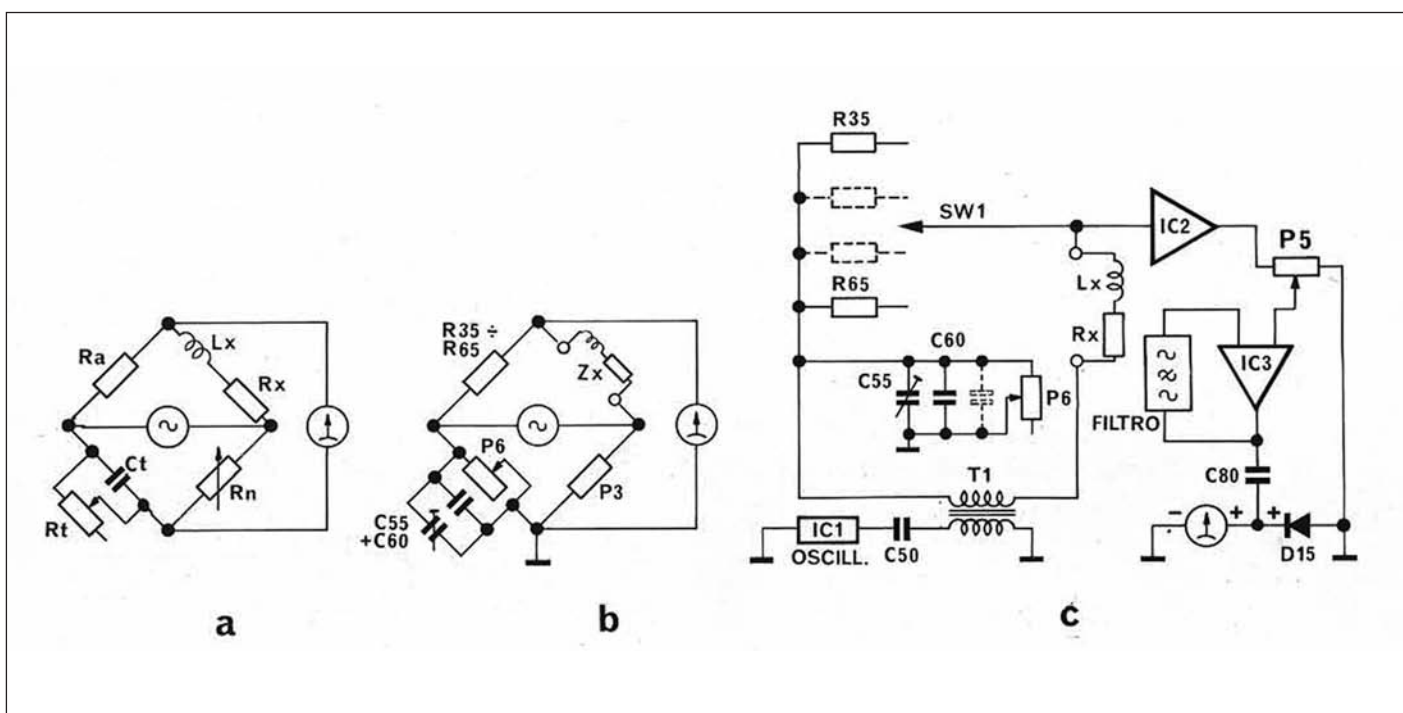 Ra
Lx
Rx
Ct
Rn
Rt
a
R35 ÷
R65
Zx
P6
P3
C55
+C60
b
R35
SW1
IC2
P5
R65
Lx
Rx
C60
C55
P6
IC3
FILTRO
T1
C80
IC1
OSCILL.
C50
-
+
+
D15
c